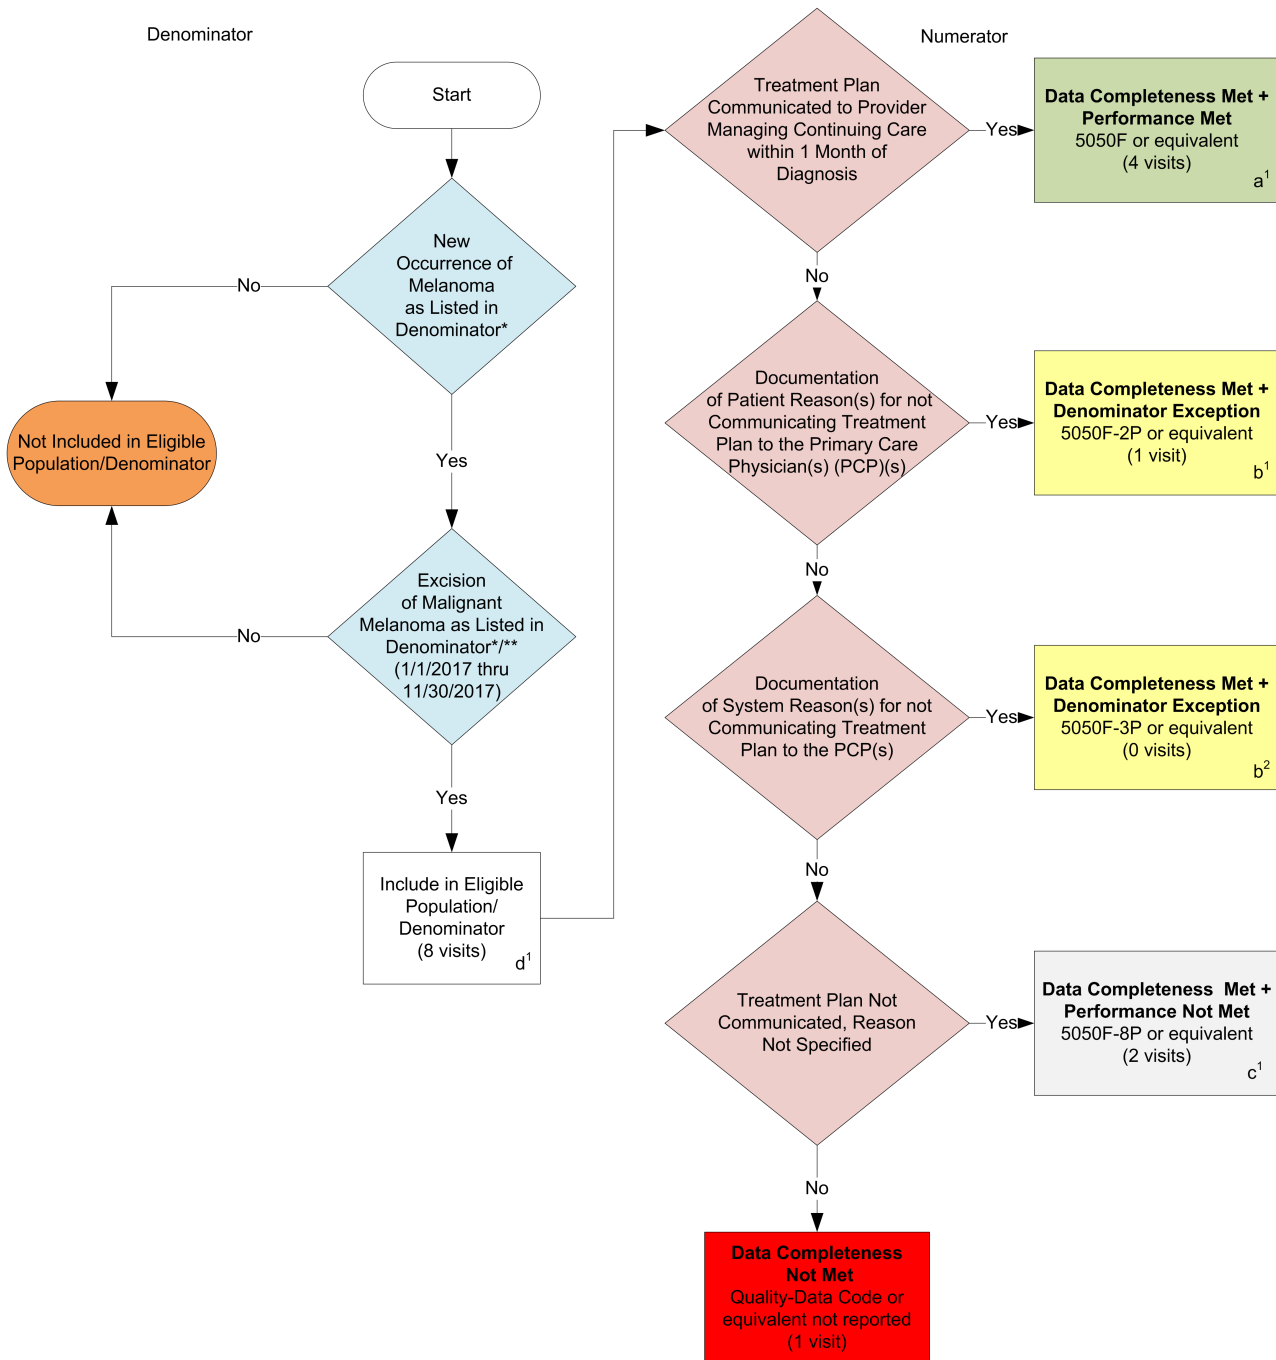 Denominator
Start
New
Occurrence of
Melanoma
as Listed in
Denominator*
No
Not Included in Eligible
Population/Denominator
Yes
Excision
of Malignant
Melanoma as Listed in
Denominator*/**
(1/1/2017 thru
11/30/2017)
No
Yes
Include in Eligible
Population/
Denominator
(8 visits)
d¹
Numerator
Treatment Plan
Communicated to Provider
Managing Continuing Care
within 1 Month of
Diagnosis
Yes
Data Completeness Met +
Performance Met
5050F or equivalent
(4 visits)
a¹
No
Documentation
of Patient Reason(s) for not
Communicating Treatment
Plan to the Primary Care
Physician(s) (PCP)(s)
Yes
Data Completeness Met +
Denominator Exception
5050F-2P or equivalent
(1 visit)
b¹
No
Documentation
of System Reason(s) for not
Communicating Treatment
Plan to the PCP(s)
Yes
Data Completeness Met +
Denominator Exception
5050F-3P or equivalent
(0 visits)
b²
No
Treatment Plan Not
Communicated, Reason
Not Specified
Yes
Data Completeness Met +
Performance Not Met
5050F-8P or equivalent
(2 visits)
c¹
No
Data Completeness
Not Met
Quality-Data Code or
equivalent not reported
(1 visit)